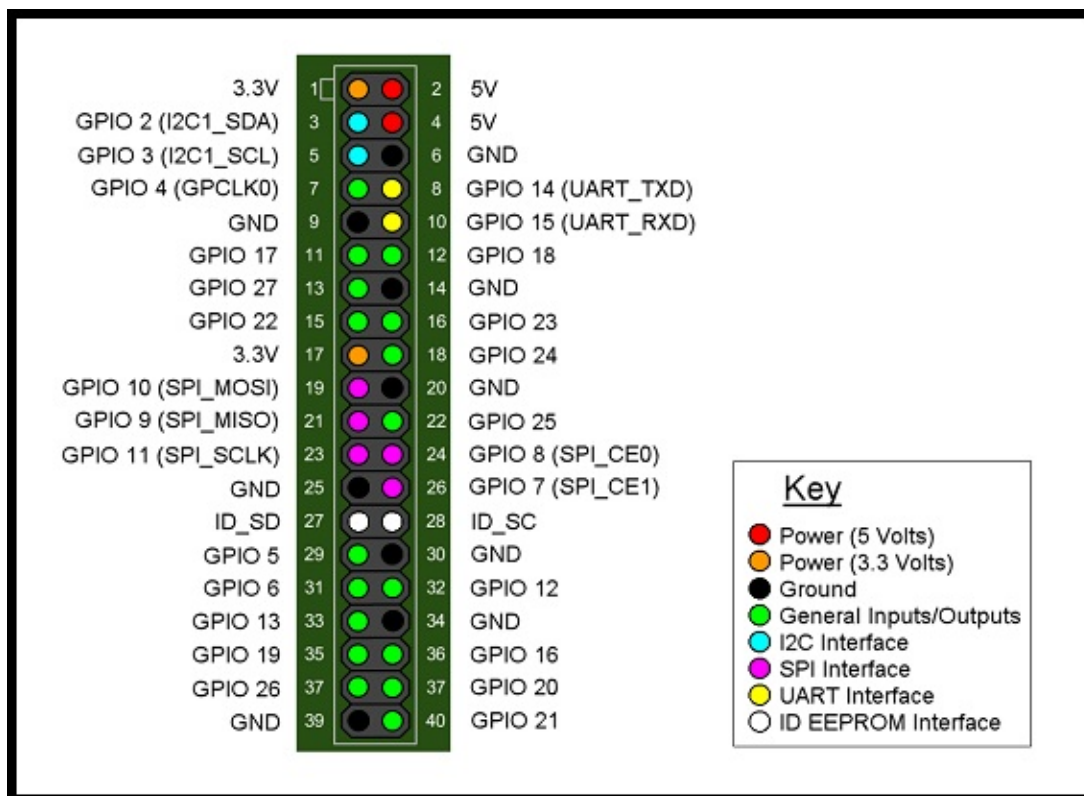 3.3V 1 2 5V
GPIO 2 (I2C1_SDA) 3 4 5V
GPIO 3 (I2C1_SCL) 5 6 GND
GPIO 4 (GPCLK0) 7 8 GPIO 14 (UART_TXD)
GND 9 10 GPIO 15 (UART_RXD)
GPIO 17 11 12 GPIO 18
GPIO 27 13 14 GND
GPIO 22 15 16 GPIO 23
3.3V 17 18 GPIO 24
GPIO 10 (SPI_MOSI) 19 20 GND
GPIO 9 (SPI_MISO) 21 22 GPIO 25
GPIO 11 (SPI_SCLK) 23 24 GPIO 8 (SPI_CE0)
GND 25 26 GPIO 7 (SPI_CE1)
ID_SD 27 28 ID_SC
GPIO 5 29 30 GND
GPIO 6 31 32 GPIO 12
GPIO 13 33 34 GND
GPIO 19 35 36 GPIO 16
GPIO 26 37 37 GPIO 20
GND 39 40 GPIO 21
Key
Power (5 Volts)
Power (3.3 Volts)
Ground
General Inputs/Outputs
I2C Interface
SPI Interface
UART Interface
ID EEPROM Interface